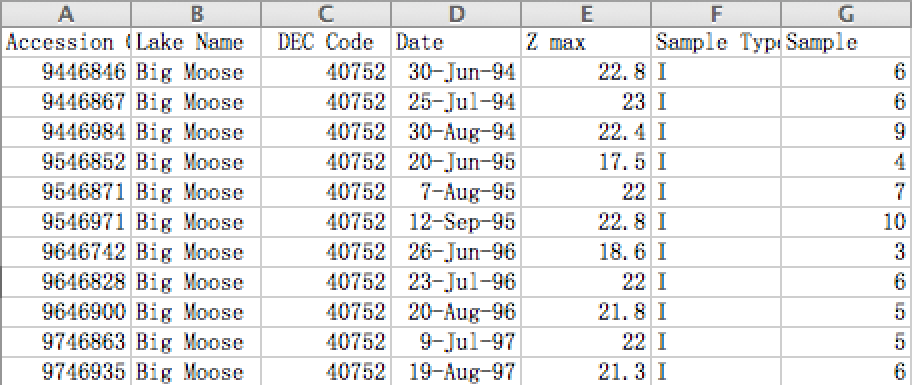 A B C D E F G
Accession Lake Name DEC Code Date Z max Sample Type Sample
9446846 Big Moose 40752 30-Jun-94 22.8 I 6
9446867 Big Moose 40752 25-Jul-94 23 I 6
9446984 Big Moose 40752 30-Aug-94 22.4 I 9
9546852 Big Moose 40752 20-Jun-95 17.5 I 4
9546871 Big Moose 40752 7-Aug-95 22 I 7
9546971 Big Moose 40752 12-Sep-95 22.8 I 10
9646742 Big Moose 40752 26-Jun-96 18.6 I 3
9646828 Big Moose 40752 23-Jul-96 22 I 6
9646900 Big Moose 40752 20-Aug-96 21.8 I 5
9746863 Big Moose 40752 9-Jul-97 22 I 5
9746935 Big Moose 40752 19-Aug-97 21.3 I 6